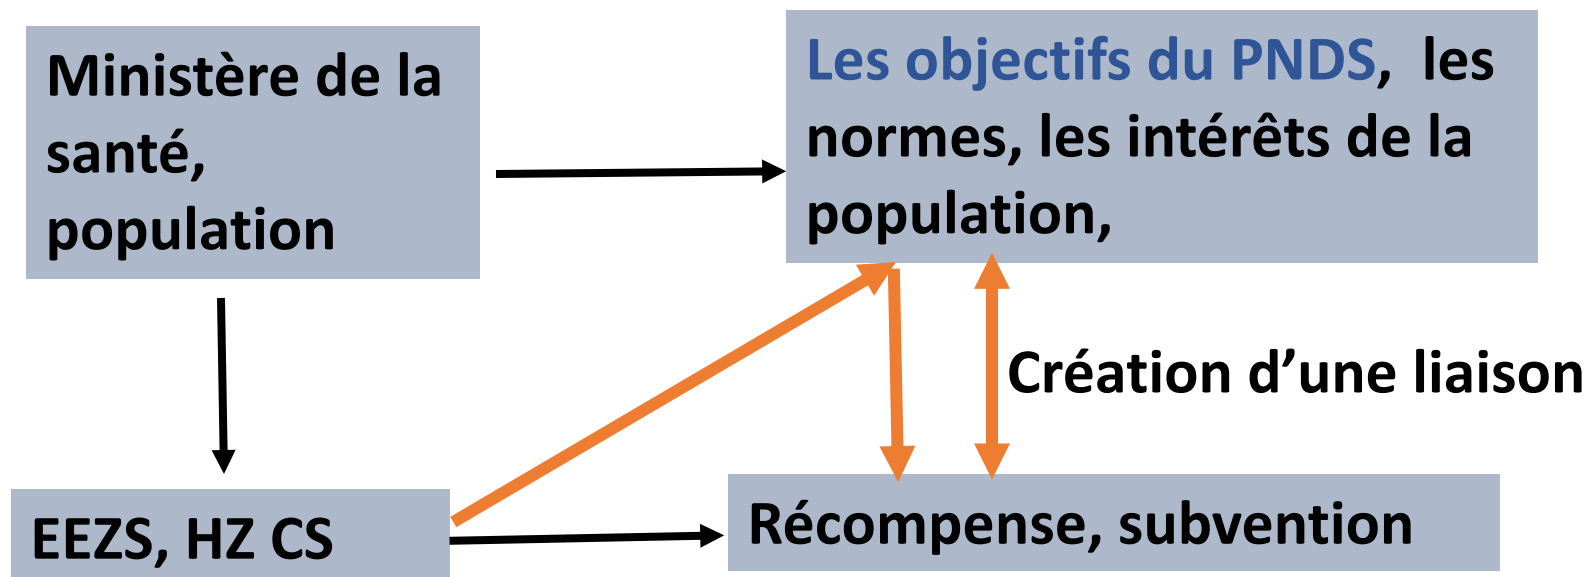 Ministère de la
santé,
population
Les objectifs du PNDS, les
normes, les intérêts de la
population,
Création d’une liaison
EEZS, HZ CS
Récompense, subvention